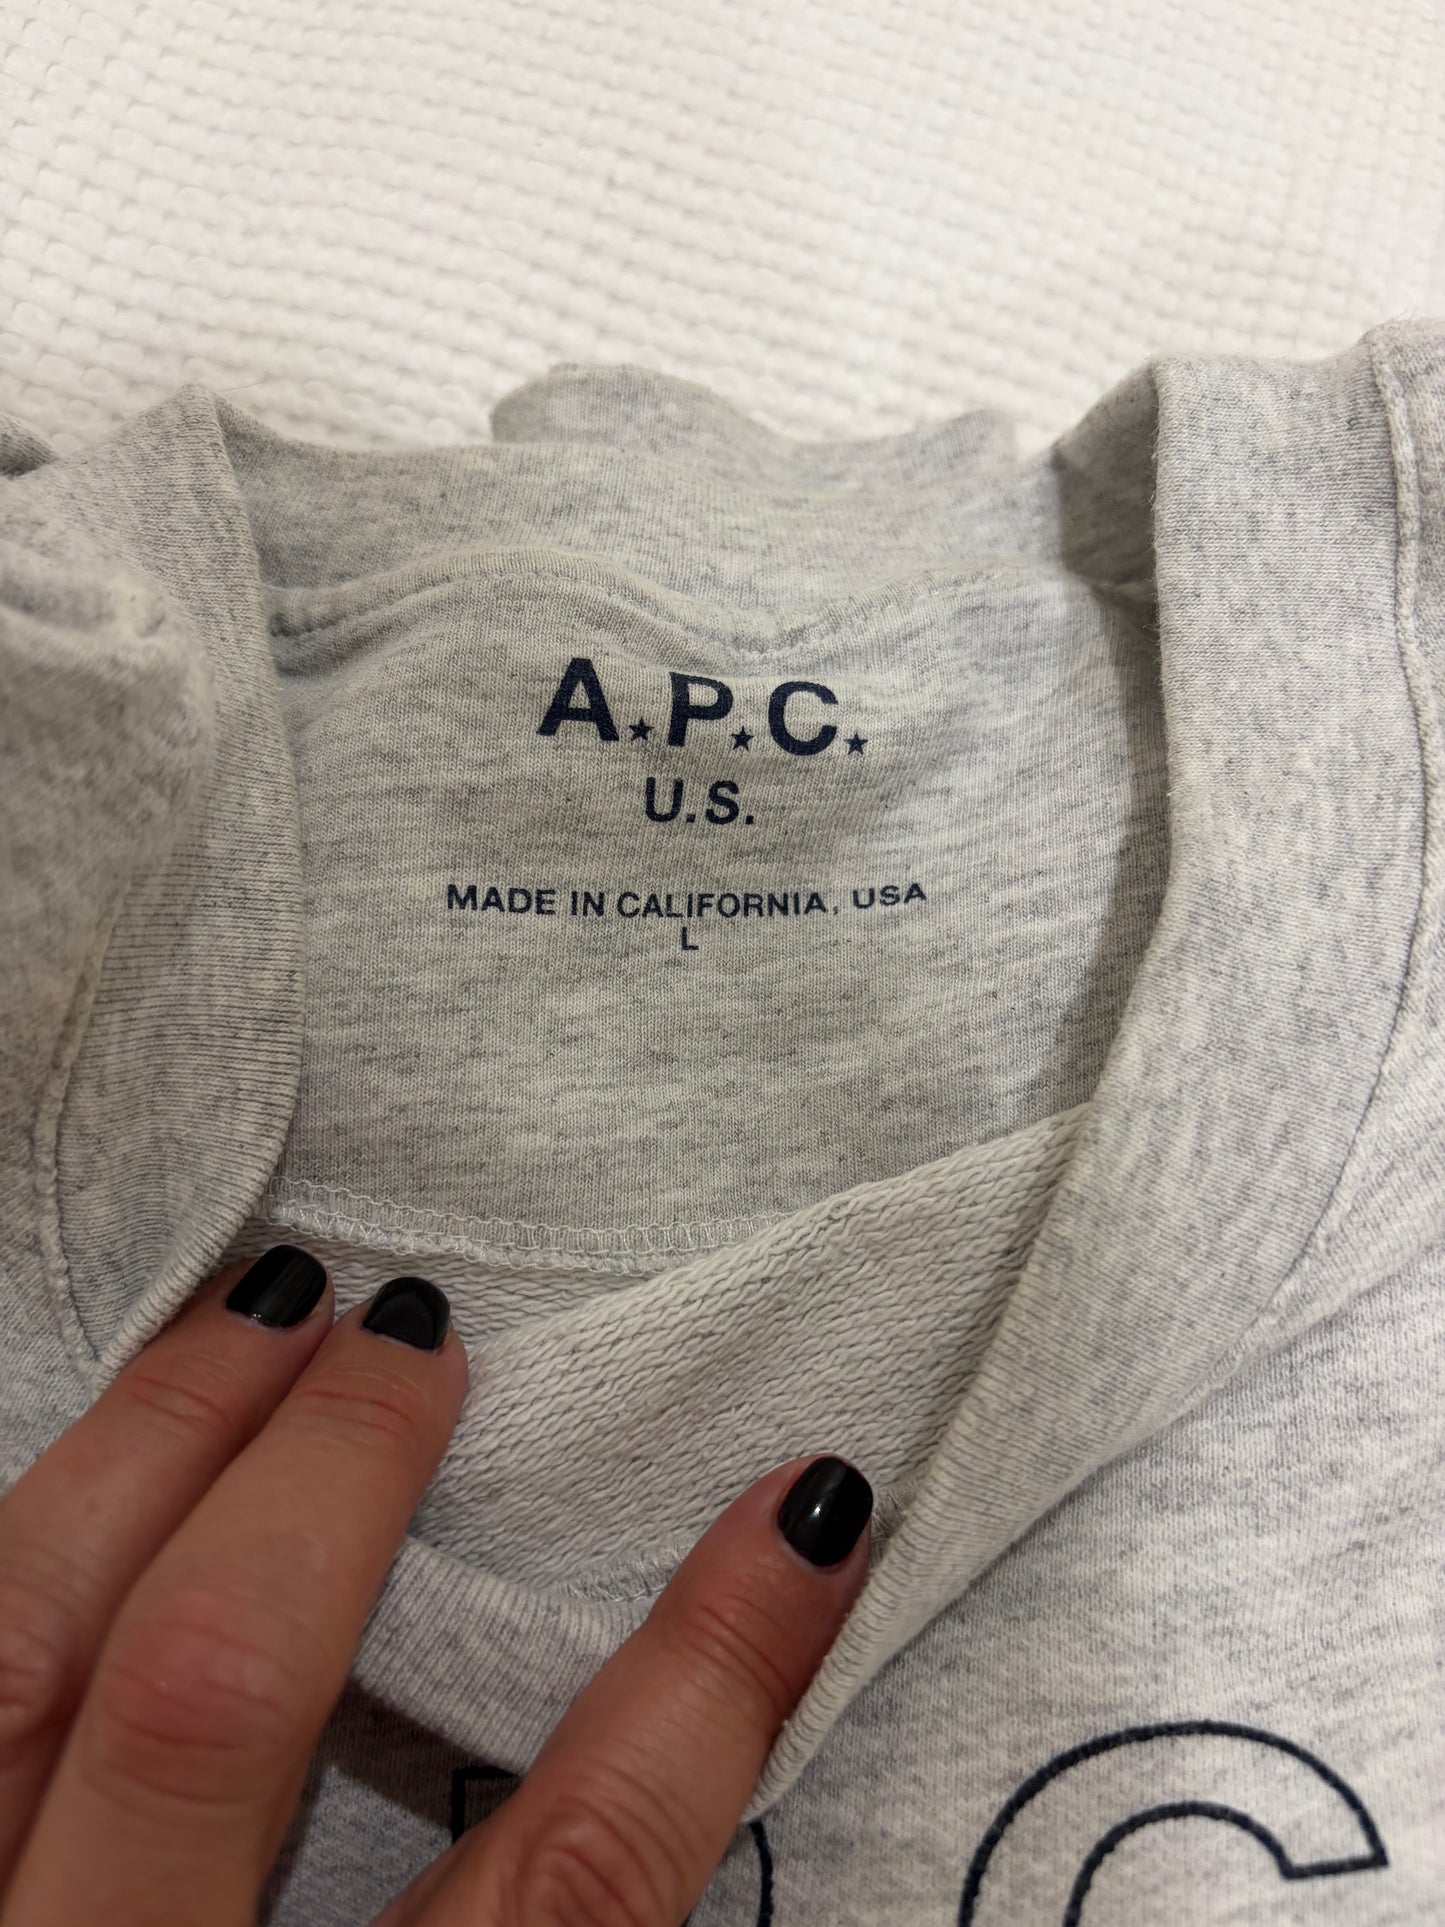 A★P★C★
U.S.
MADE IN CALIFORNIA, USA
L
P C